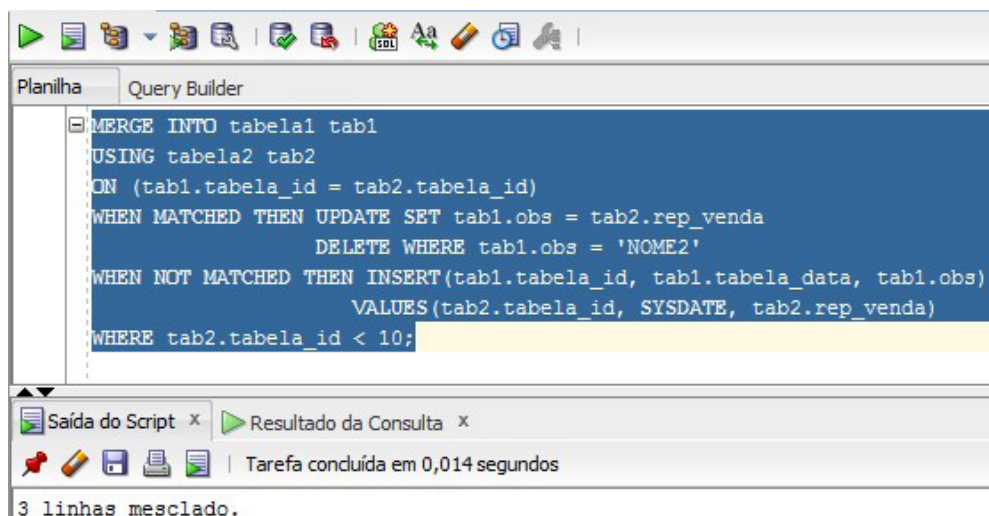 Planilha Query Builder
MERGE INTO tabela1 tab1
USING tabela2 tab2
ON (tab1.tabela_id = tab2.tabela_id)
WHEN MATCHED THEN UPDATE SET tab1.obs = tab2.rep_venda
DELETE WHERE tab1.obs = 'NOME2'
WHEN NOT MATCHED THEN INSERT(tab1.tabela_id, tab1.tabela_data, tab1.obs)
VALUES(tab2.tabela_id, SYSDATE, tab2.rep_venda)
WHERE tab2.tabela_id < 10;
Saída do Script x Resultado da Consulta x
Tarefa concluída em 0,014 segundos
3 linhas mesclado.